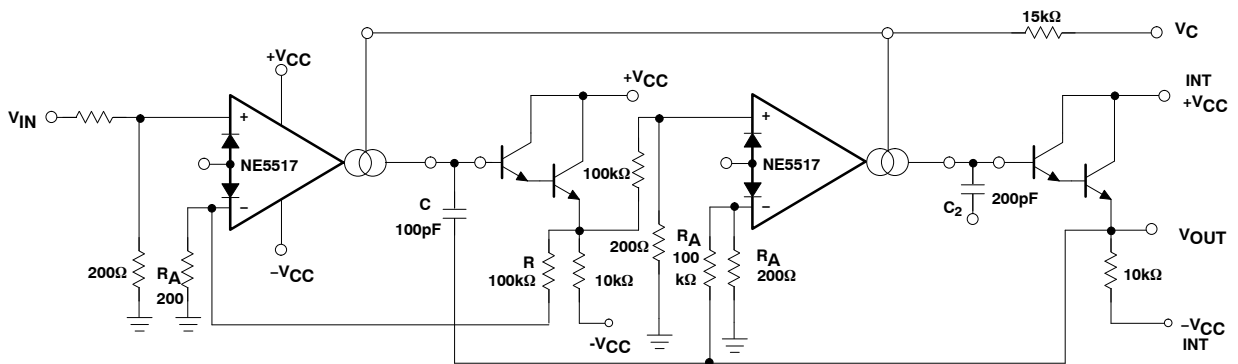 15kΩ
VC
+VCC
+VCC
INT
+VCC
VIN
+
NE5517
−
+
NE5517
−
100kΩ
C
100pF
C2
200pF
−VCC
200Ω
RA
200
R
100kΩ
10kΩ
200Ω
RA
100
kΩ
RA
200Ω
VOUT
10kΩ
-VCC
−VCC
INT